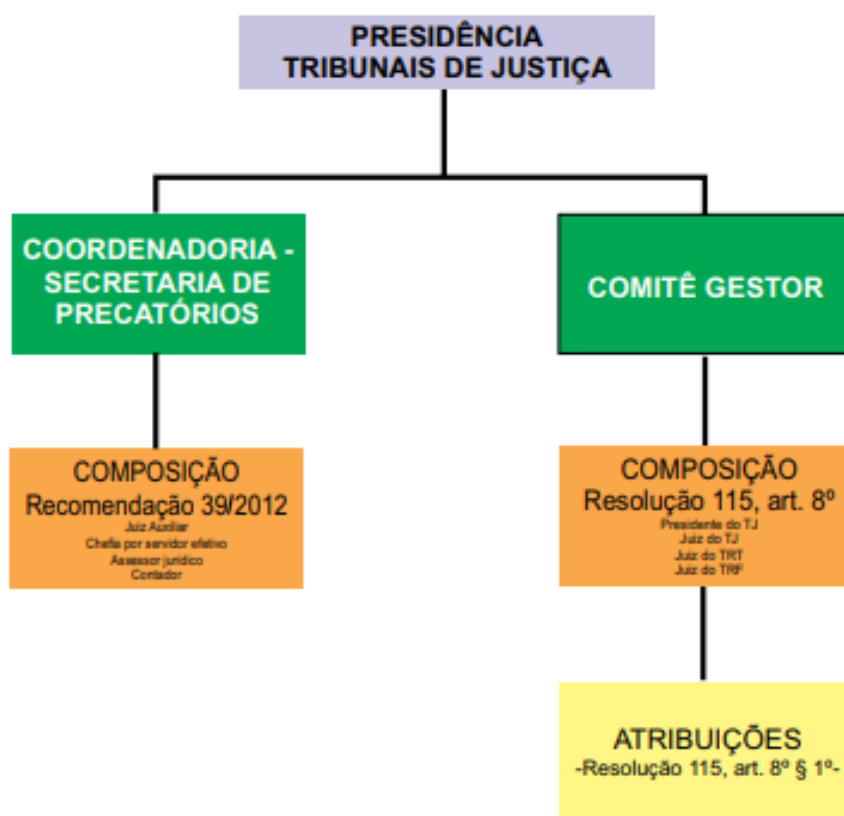 PRESIDÊNCIA
TRIBUNAIS DE JUSTIÇA
COORDENADORIA -
SECRETARIA DE
PRECATÓRIOS
COMITÊ GESTOR
COMPOSIÇÃO
Recomendação 39/2012
Juiz Auxiliar
Chefia por servidor efetivo
Assessor jurídico
Contador
COMPOSIÇÃO
Resolução 115, art. 8º
Presidente do TJ
Juiz do TJ
Juiz do TRT
Juiz do TRF
ATRIBUIÇÕES
-Resolução 115, art. 8º § 1º-